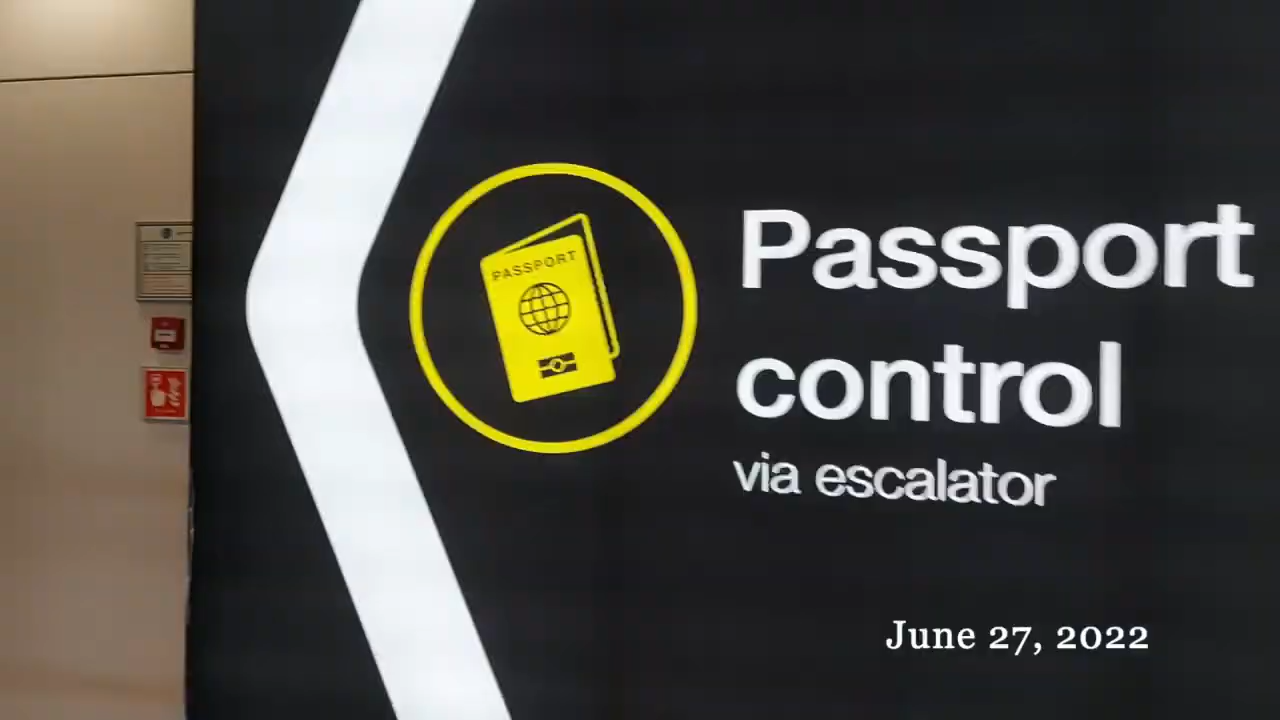 PASSPORT
Passport
control
via escalator
June 27, 2022